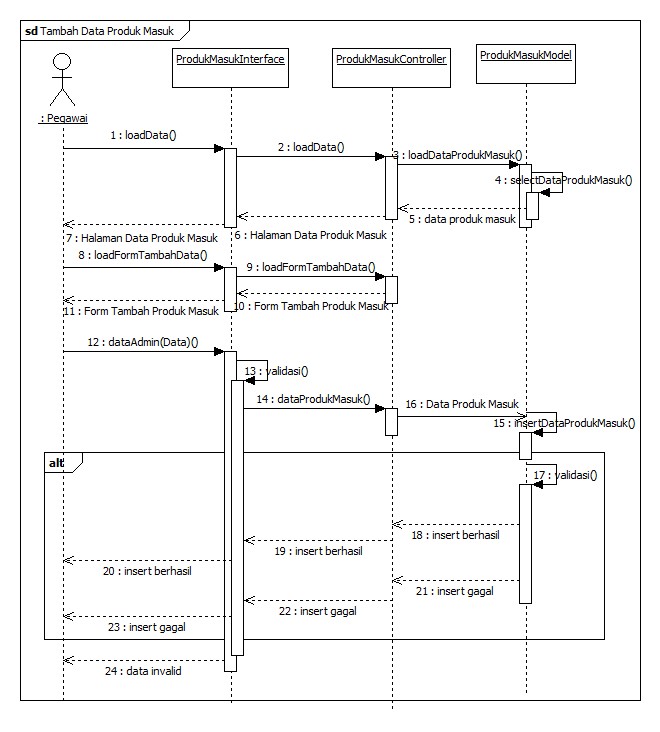 sd Tambah Data Produk Masuk
ProdukMasukInterface
ProdukMasukController
ProdukMasukModel
: Pegawai
1 : loadData()
2 : loadData()
3 : loadDataProdukMasuk()
4 : selectDataProdukMasuk()
5 : data produk masuk
6 : Halaman Data Produk Masuk
7 : Halaman Data Produk Masuk
8 : loadFormTambahData()
9 : loadFormTambahData()
10 : Form Tambah Produk Masuk
11 : Form Tambah Produk Masuk
12 : dataAdmin(Data)()
13 : validasi()
14 : dataProdukMasuk()
16 : Data Produk Masuk
15 : insertDataProdukMasuk()
alt
17 : validasi()
18 : insert berhasil
19 : insert berhasil
20 : insert berhasil
21 : insert gagal
22 : insert gagal
23 : insert gagal
24 : data invalid